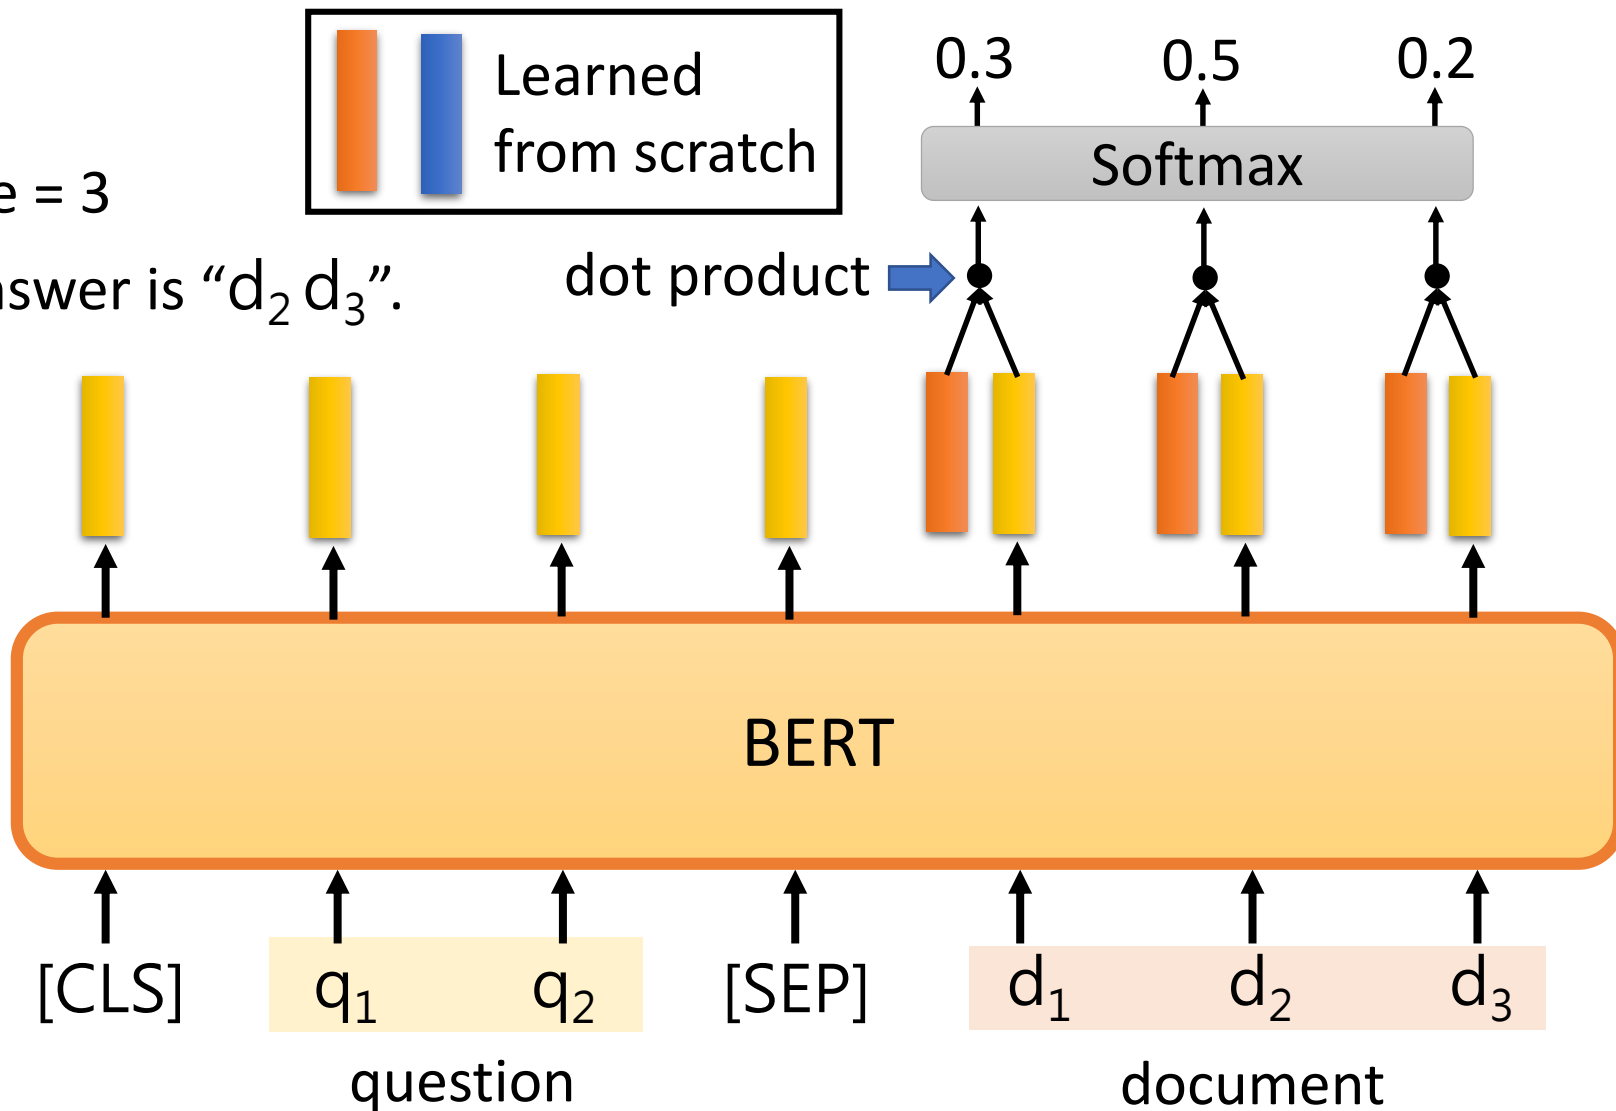 Learned
from scratch
0.3 0.5 0.2
Softmax
e = 3
dot product
nswer is “d₂ d₃”.
BERT
[CLS] q₁ q₂ [SEP] d₁ d₂ d₃
question document